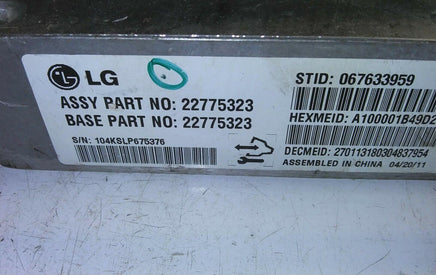 LG
ASSY PART NO: 22775323
BASE PART NO: 22775323
S/N: 104KSLP675376
STID: 067633959
HEXMEID: A100001B49D2
DECMEID: 270113180304837954
ASSEMBLED IN CHINA 04/20/11